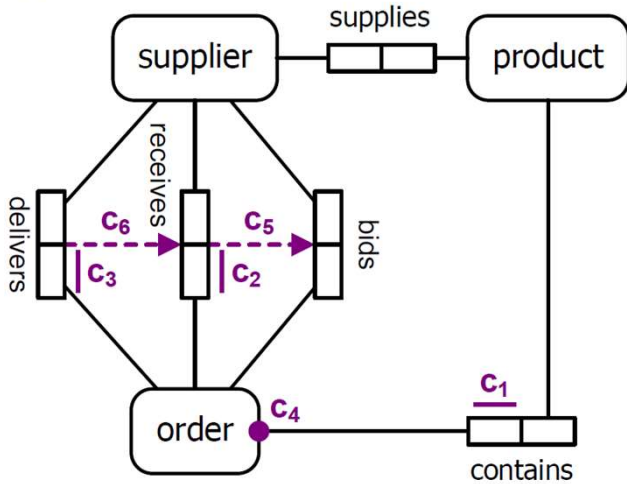 supplies
supplier
product
receives
delivers
c6
c5
bids
c3
c2
c1
c4
order
contains